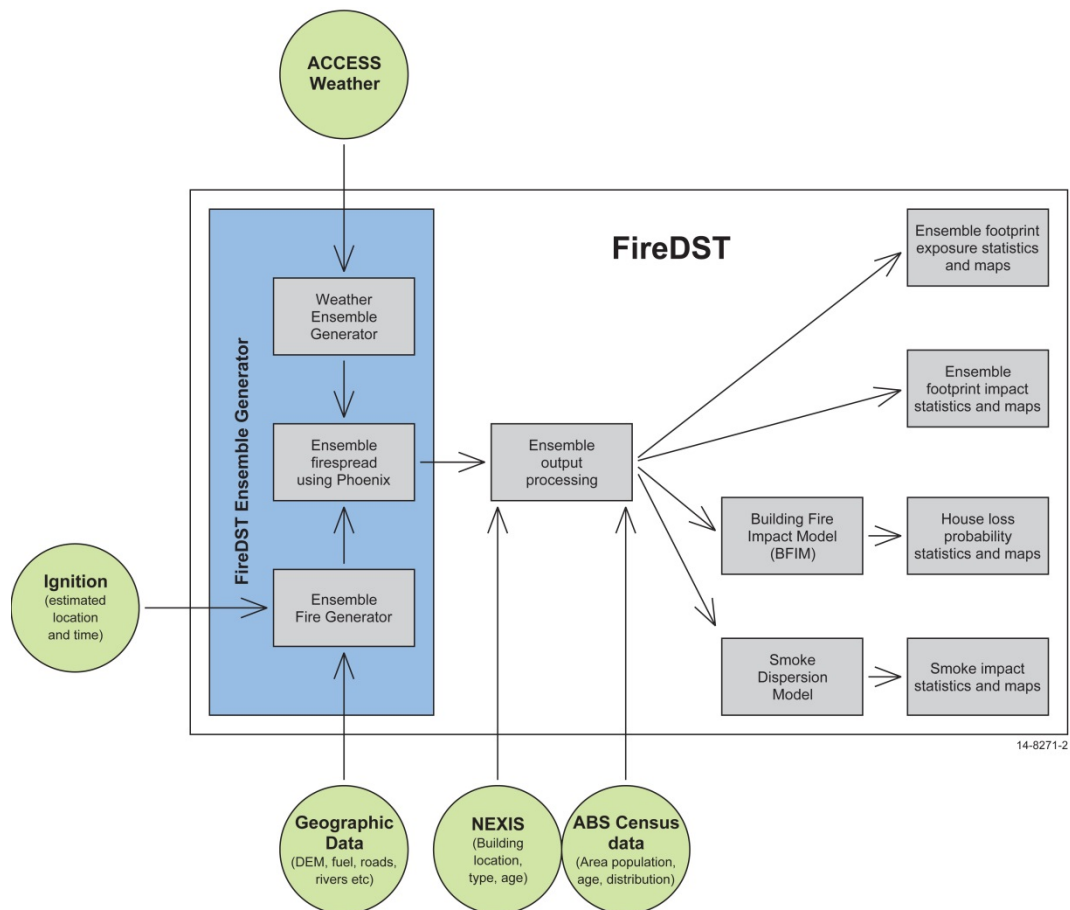 ACCESS
Weather
FireDST
FireDST Ensemble Generator
Weather
Ensemble
Generator
Ensemble
firespread
using Phoenix
Ensemble
Fire Generator
Ignition
(estimated
location
and time)
Ensemble
output
processing
Ensemble footprint
exposure statistics
and maps
Ensemble
footprint impact
statistics and maps
Building Fire
Impact Model
(BFIM)
House loss
probability
statistics and maps
Smoke
Dispersion
Model
Smoke impact
statistics and maps
14-8271-2
Geographic
Data
(DEM, fuel, roads,
rivers etc)
NEXIS
(Building
location,
type, age)
ABS Census
data
(Area population,
age, distribution)